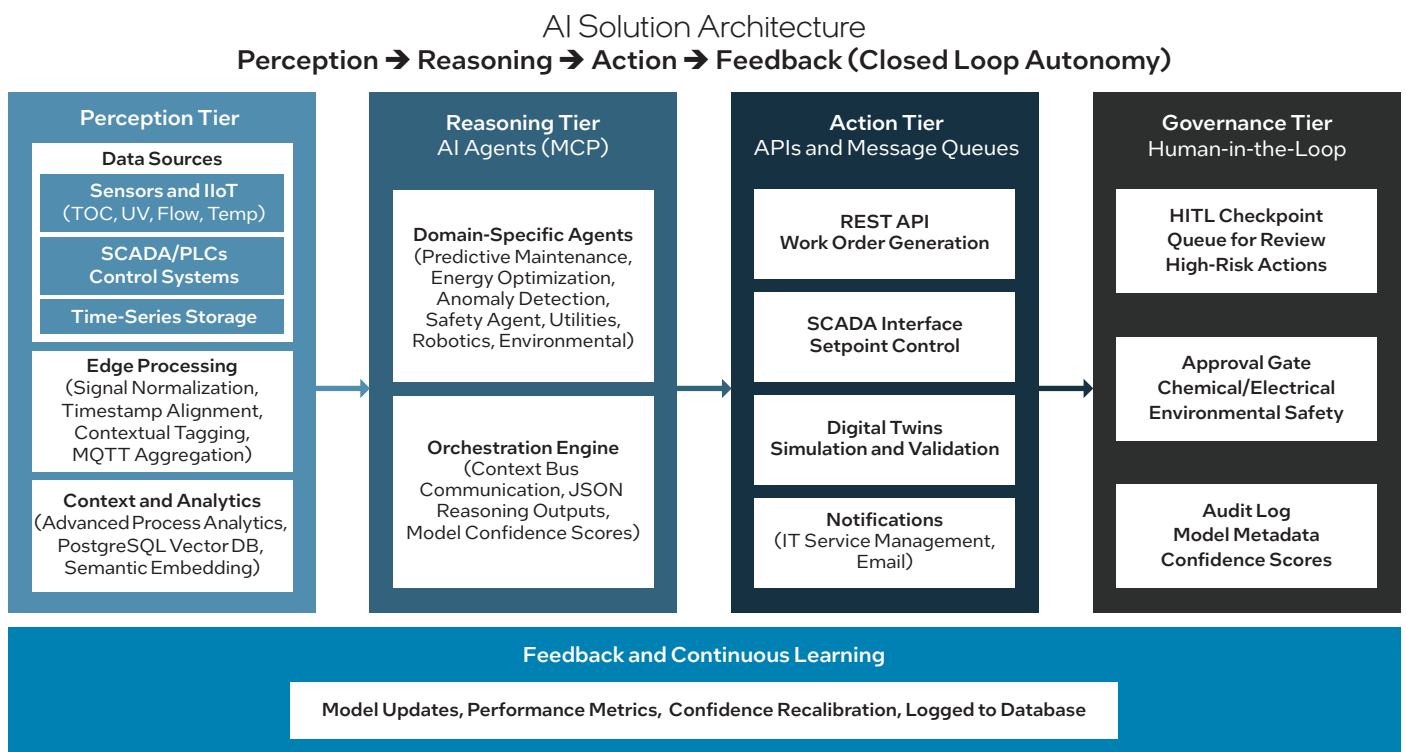 AI Solution Architecture
Perception ➔ Reasoning ➔ Action ➔ Feedback (Closed Loop Autonomy)
Perception Tier
Data Sources
Sensors and IIoT
(TOC, UV, Flow, Temp)
SCADA/PLCs
Control Systems
Time-Series Storage
Edge Processing
(Signal Normalization,
Timestamp Alignment,
Contextual Tagging,
MQTT Aggregation)
Context and Analytics
(Advanced Process Analytics,
PostgreSQL Vector DB,
Semantic Embedding)
Reasoning Tier
AI Agents (MCP)
Domain-Specific Agents
(Predictive Maintenance,
Energy Optimization,
Anomaly Detection,
Safety Agent, Utilities,
Robotics, Environmental)
Orchestration Engine
(Context Bus
Communication, JSON
Reasoning Outputs,
Model Confidence Scores)
Action Tier
APIs and Message Queues
REST API
Work Order Generation
SCADA Interface
Setpoint Control
Digital Twins
Simulation and Validation
Notifications
(IT Service Management,
Email)
Governance Tier
Human-in-the-Loop
HITL Checkpoint
Queue for Review
High-Risk Actions
Approval Gate
Chemical/Electrical
Environmental Safety
Audit Log
Model Metadata
Confidence Scores
Feedback and Continuous Learning
Model Updates, Performance Metrics, Confidence Recalibration, Logged to Database